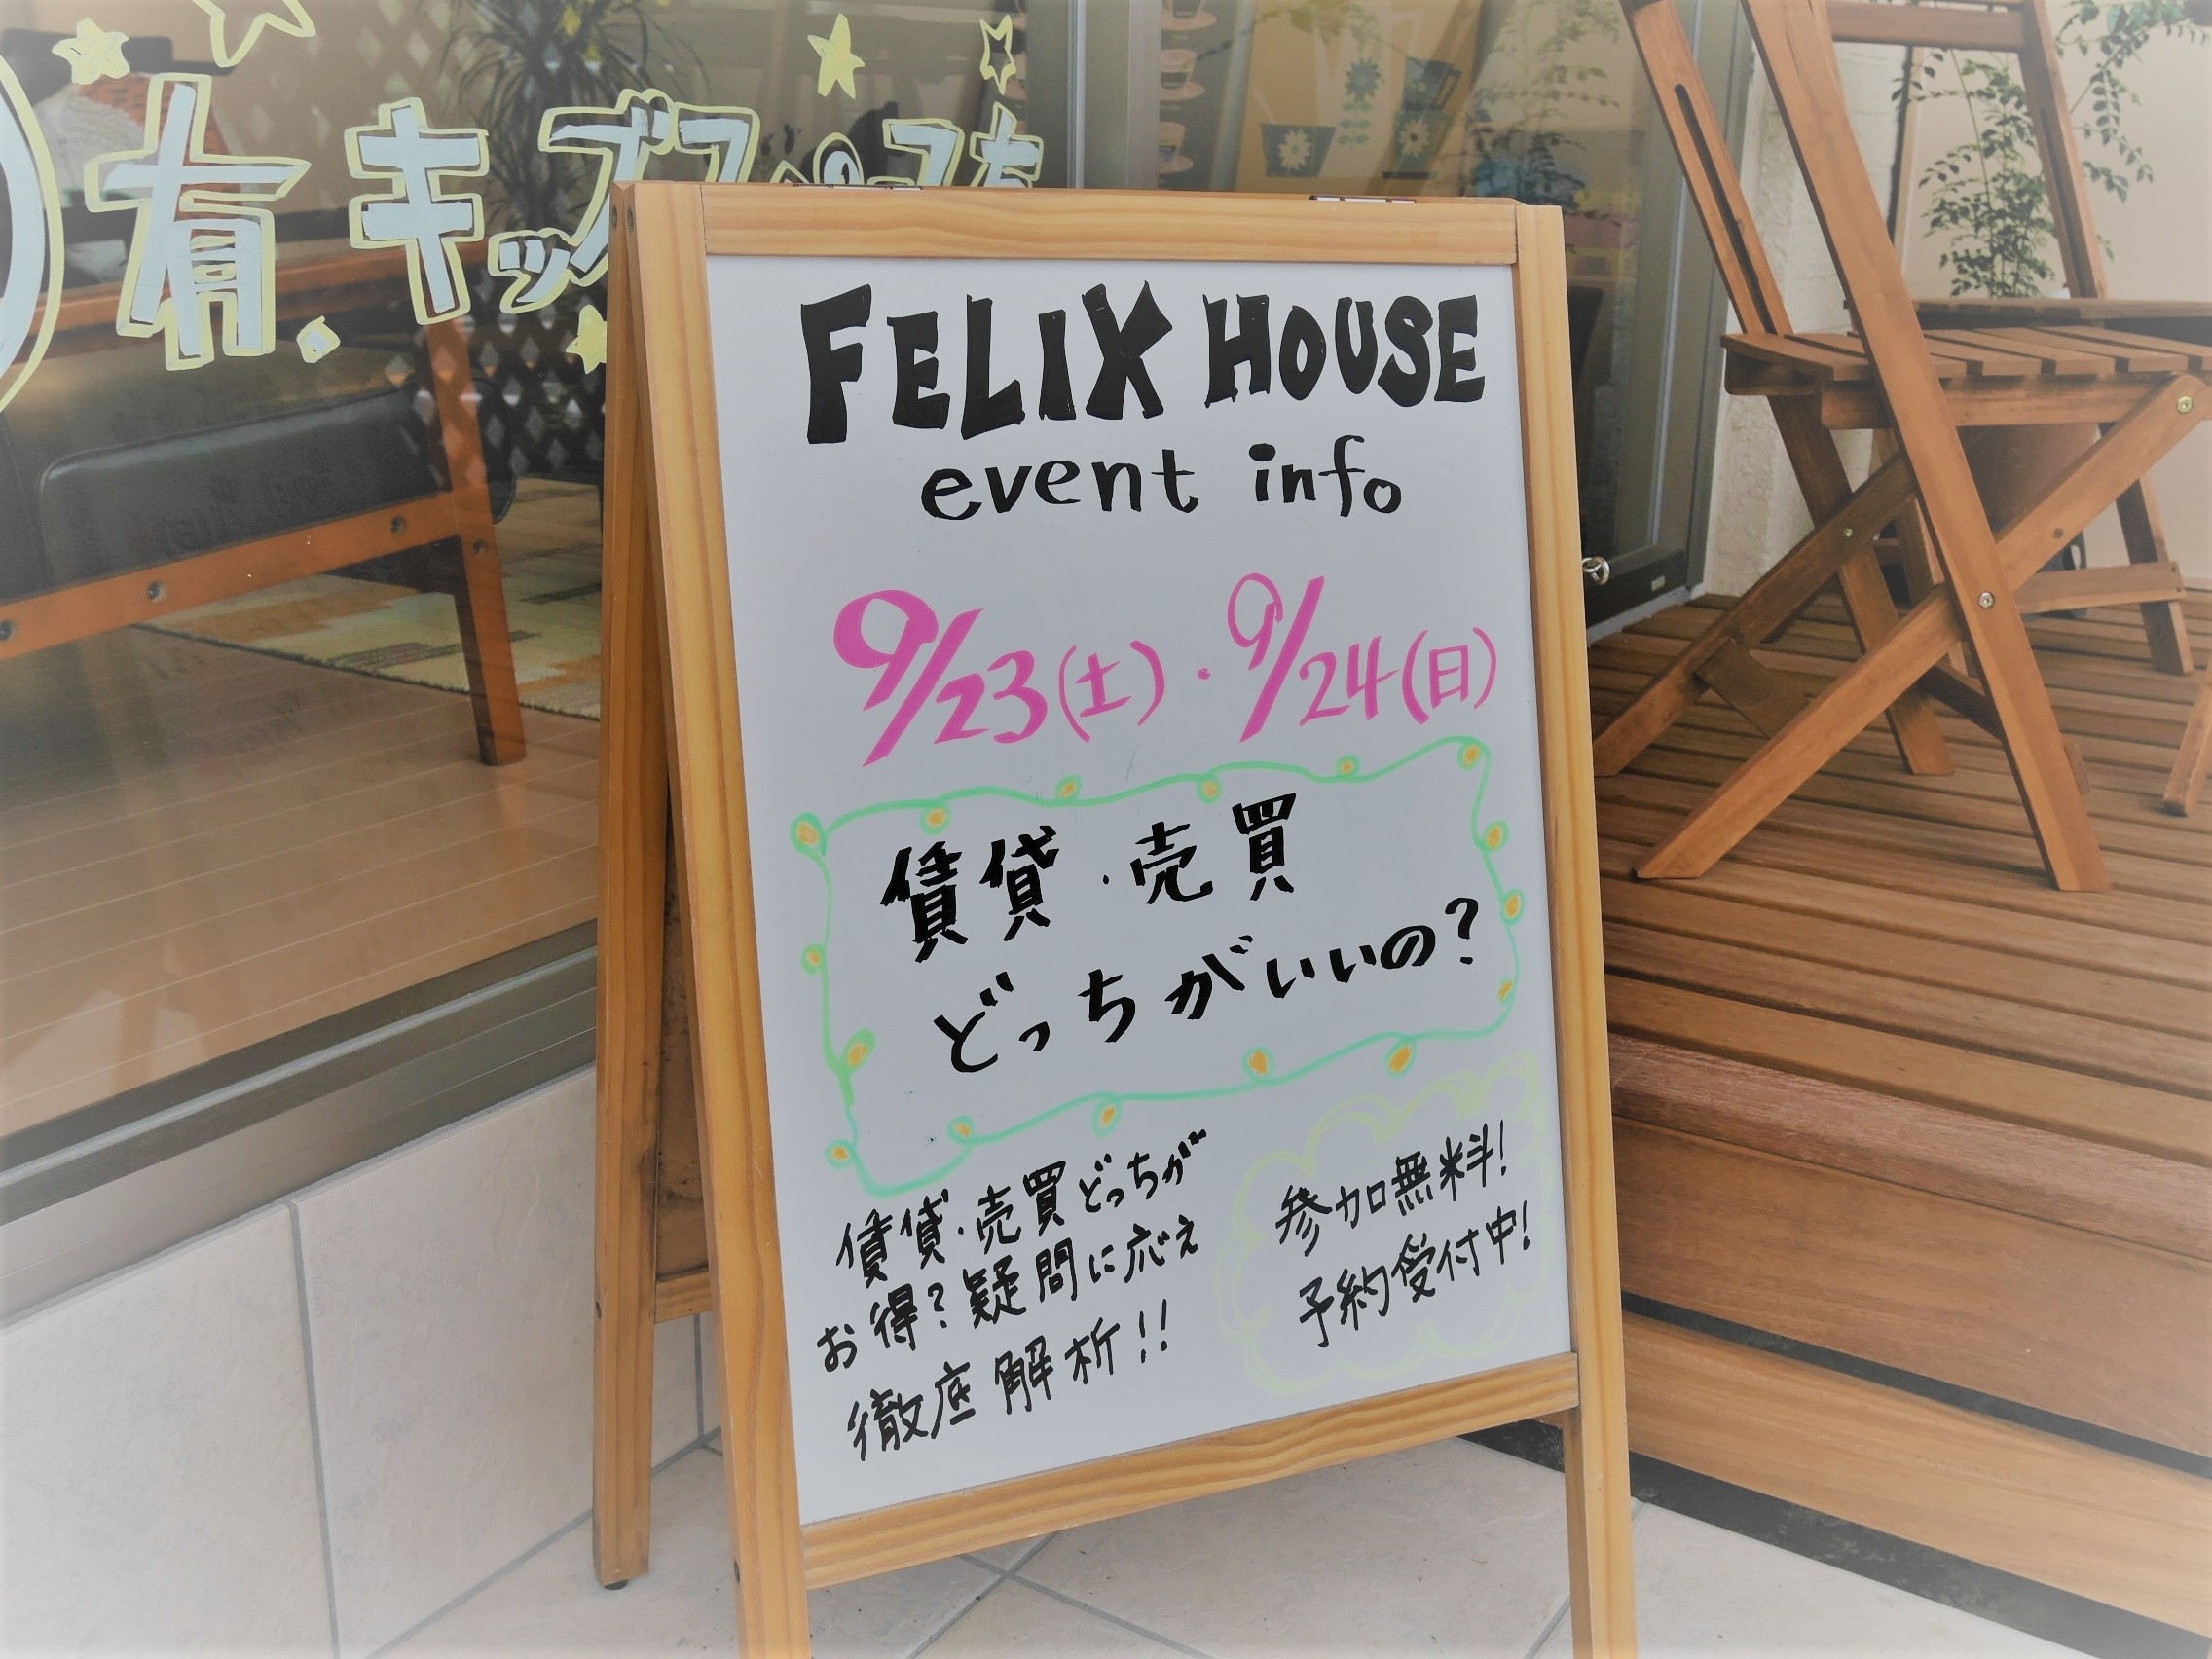 有.キッズスペース有
FELIX HOUSE
event info
9/23(土)・9/24(日)
賃貸・売買
どっちがいいの?
賃貸・売買どっちが
お得?疑問に応え
徹底解析!!
参加無料!
予約受付中!